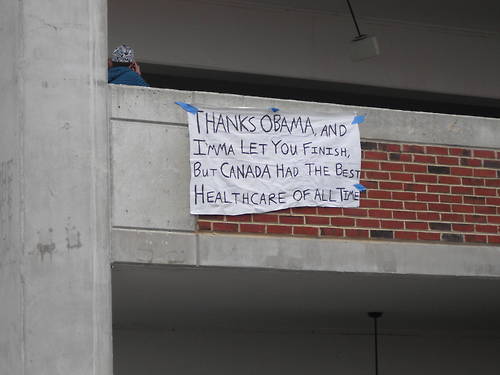 THANKS OBAMA, AND
IMMA LET YOU FINISH,
BUT CANADA HAD THE BEST
HEALTHCARE OF ALL TIME